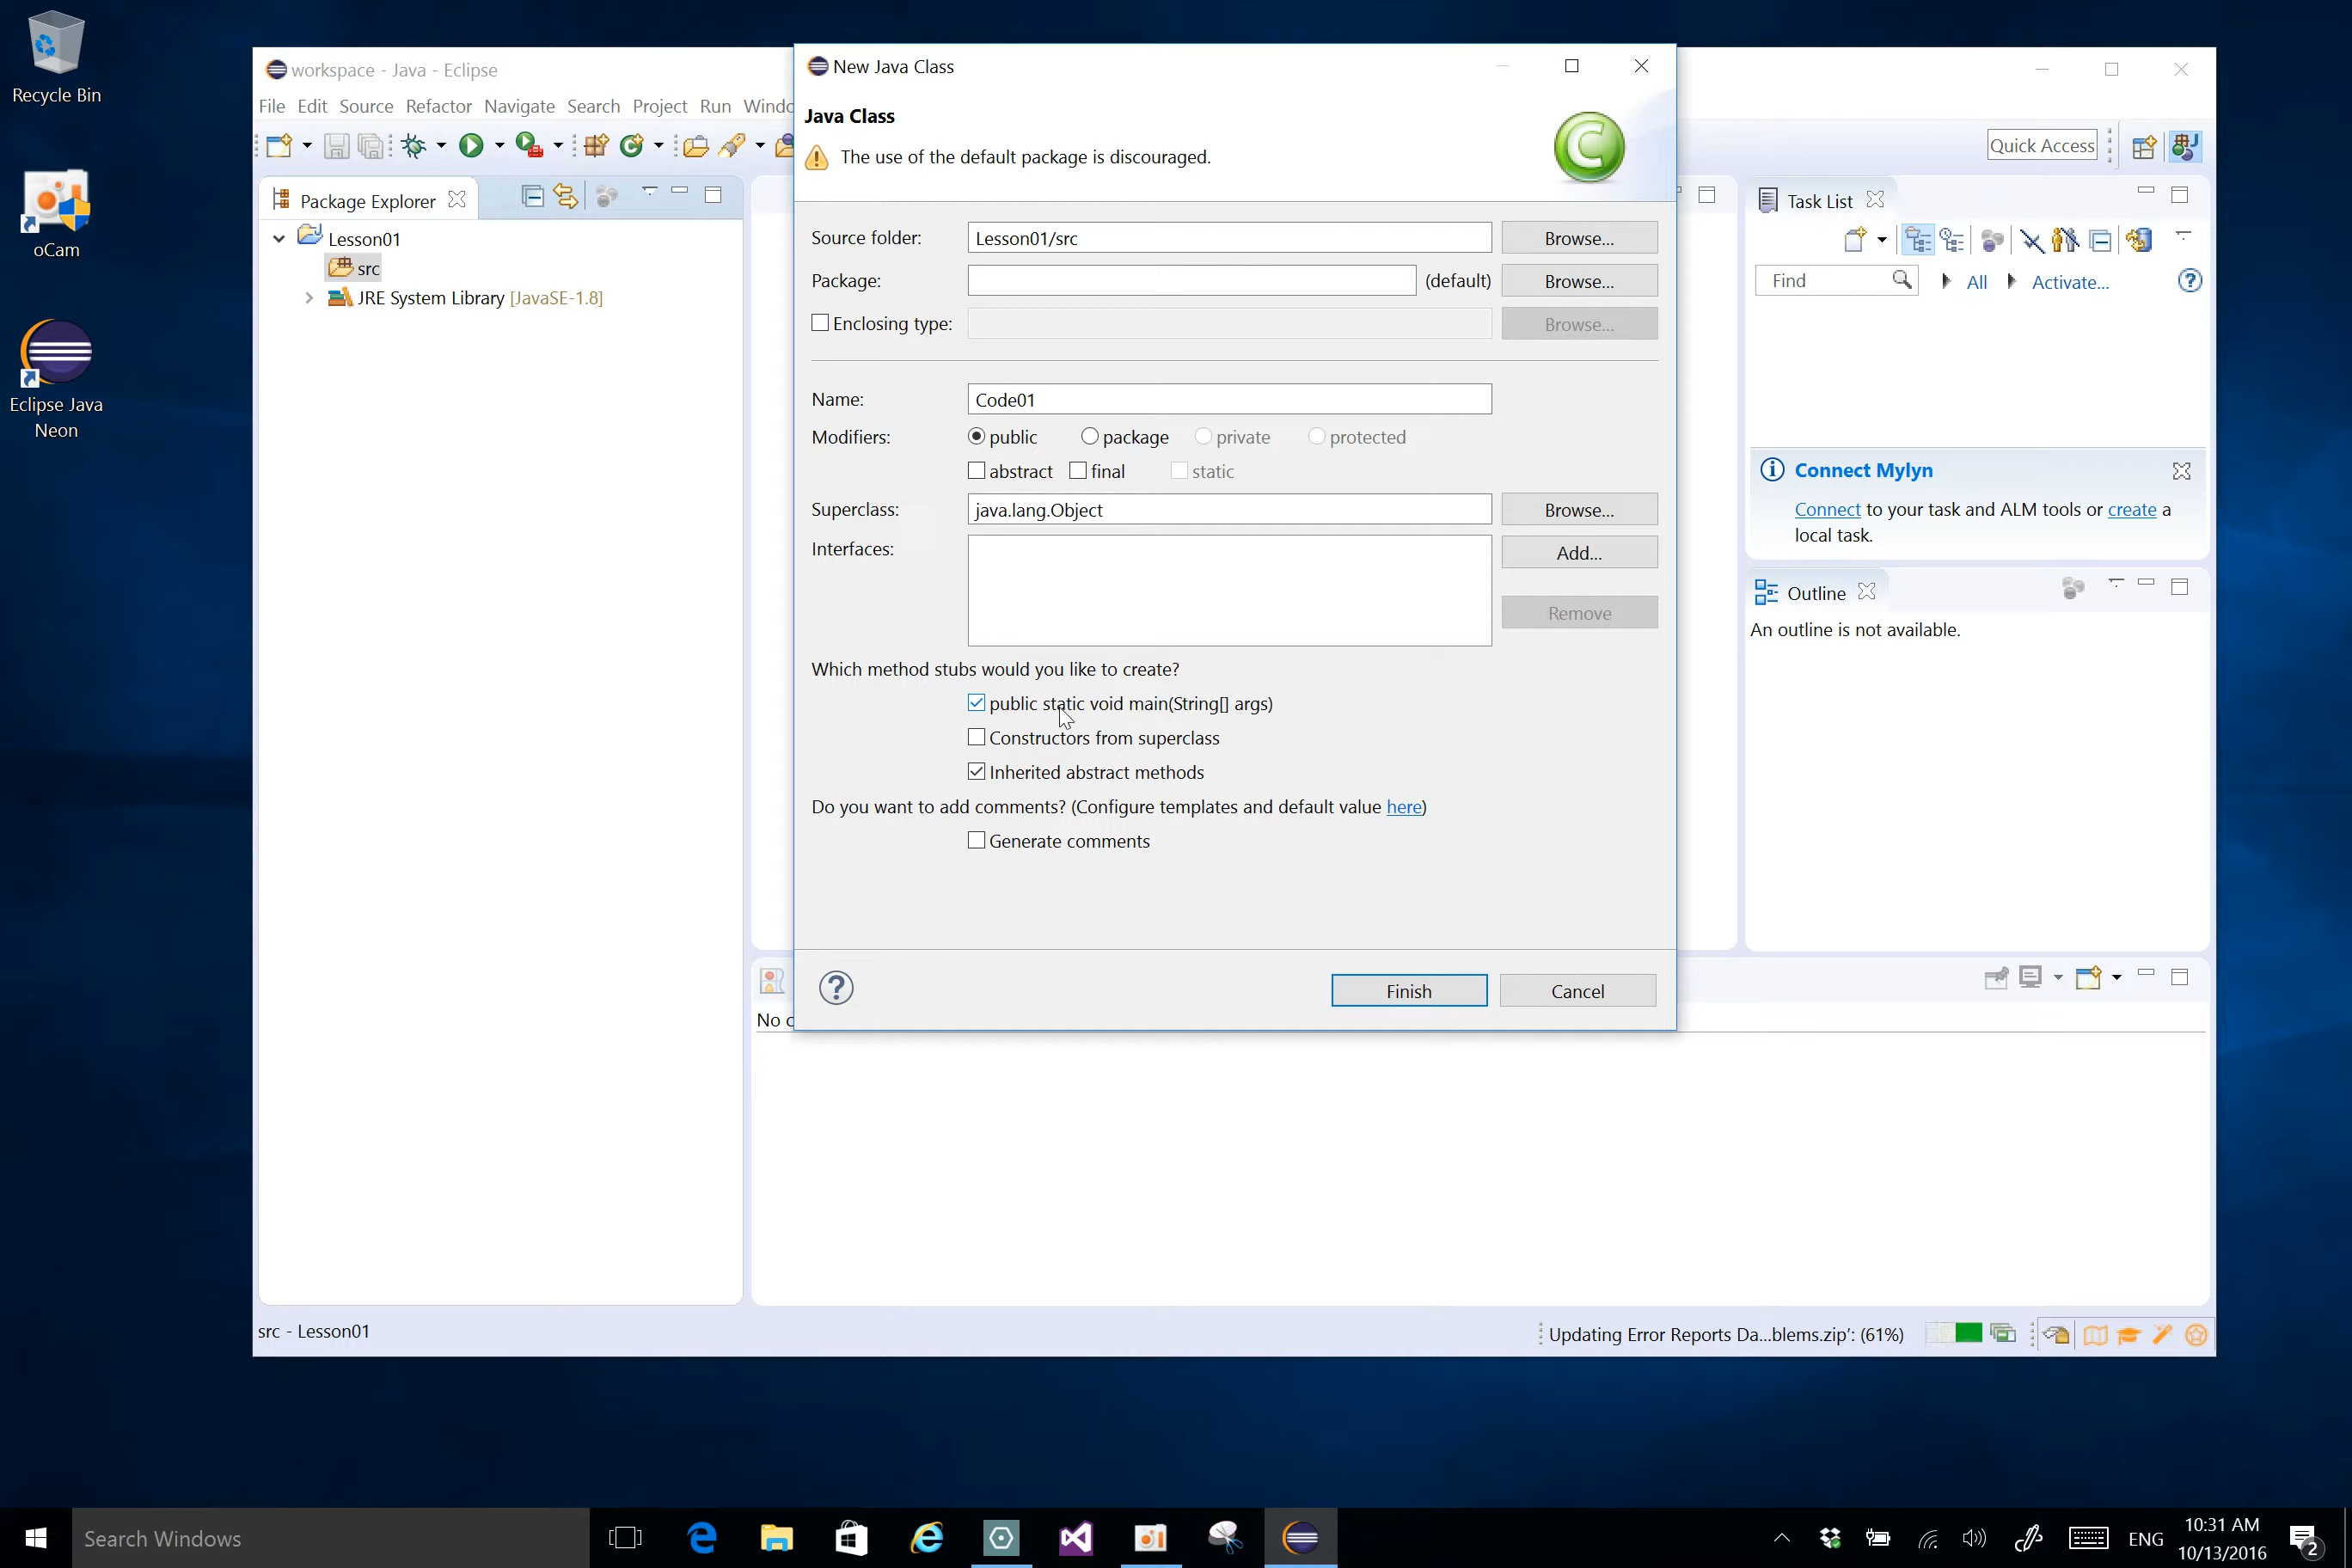 Recycle Bin
oCam
Eclipse Java
Neon
workspace - Java - Eclipse
File Edit Source Refactor Navigate Search Project Run
Quick Access
Package Explorer
Lesson01
src
JRE System Library [JavaSE-1.8]
New Java Class
Java Class
The use of the default package is discouraged.
Source folder: Lesson01/src Browse...
Package: (default) Browse...
Enclosing type: Browse...
Name: Code01
Modifiers: public package private protected
abstract final static
Superclass: java.lang.Object Browse...
Interfaces: Add...
Remove
Which method stubs would you like to create?
public static void main(String[] args)
Constructors from superclass
Inherited abstract methods
Do you want to add comments? (Configure templates and default value here)
Generate comments
Finish Cancel
Task List
Find All Activate...
Connect Mylyn
Connect to your task and ALM tools or create a
local task.
Outline
An outline is not available.
No
src - Lesson01
Updating Error Reports Da...blems.zip': (61%)
Search Windows
ENG
10:31 AM
10/13/2016
2